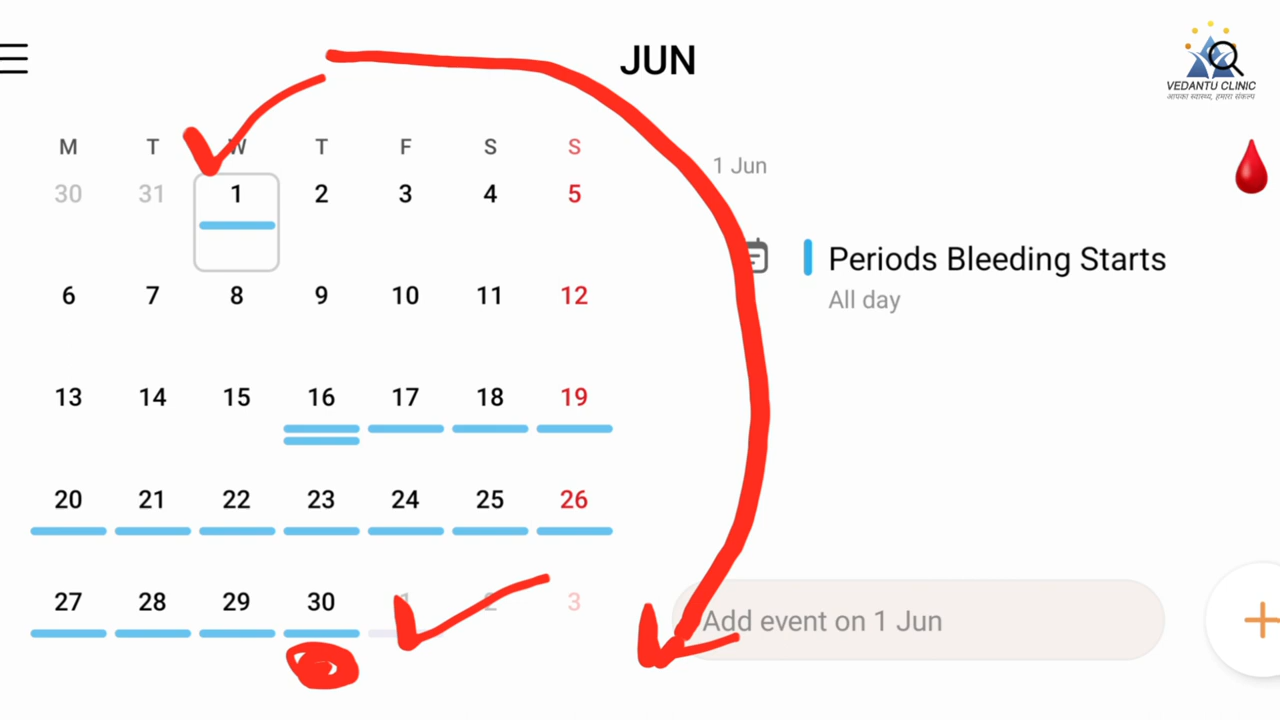 JUN
VEDANTU CLINIC
आपका स्वास्थ्य, हमारा संकल्प
M T W T F S S
30 31 1 2 3 4 5
6 7 8 9 10 11 12
13 14 15 16 17 18 19
20 21 22 23 24 25 26
27 28 29 30 1 2 3
1 Jun
Periods Bleeding Starts
All day
Add event on 1 Jun